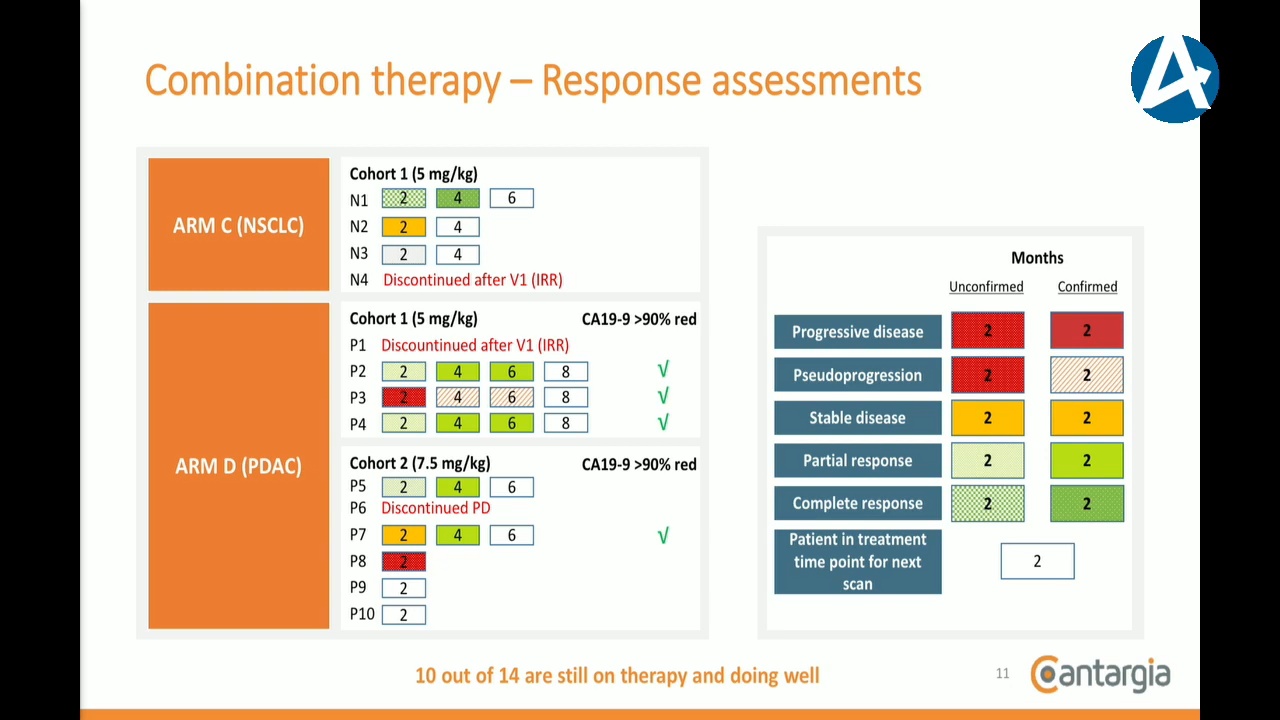 Combination therapy – Response assessments
ARM C (NSCLC)
Cohort 1 (5 mg/kg)
N1 2 4 6
N2 2 4
N3 2 4
N4 Discontinued after V1 (IRR)
ARM D (PDAC)
Cohort 1 (5 mg/kg) CA19-9 >90% red
P1 Discountinued after V1 (IRR)
P2 2 4 6 8 √
P3 2 4 6 8 √
P4 2 4 6 8 √
Cohort 2 (7.5 mg/kg) CA19-9 >90% red
P5 2 4 6
P6 Discontinued PD
P7 2 4 6 √
P8 2
P9 2
P10 2
Months
Unconfirmed Confirmed
Progressive disease 2 2
Pseudoprogression 2 2
Stable disease 2 2
Partial response 2 2
Complete response 2 2
Patient in treatment
time point for next 2
scan
10 out of 14 are still on therapy and doing well
11
Cantargia